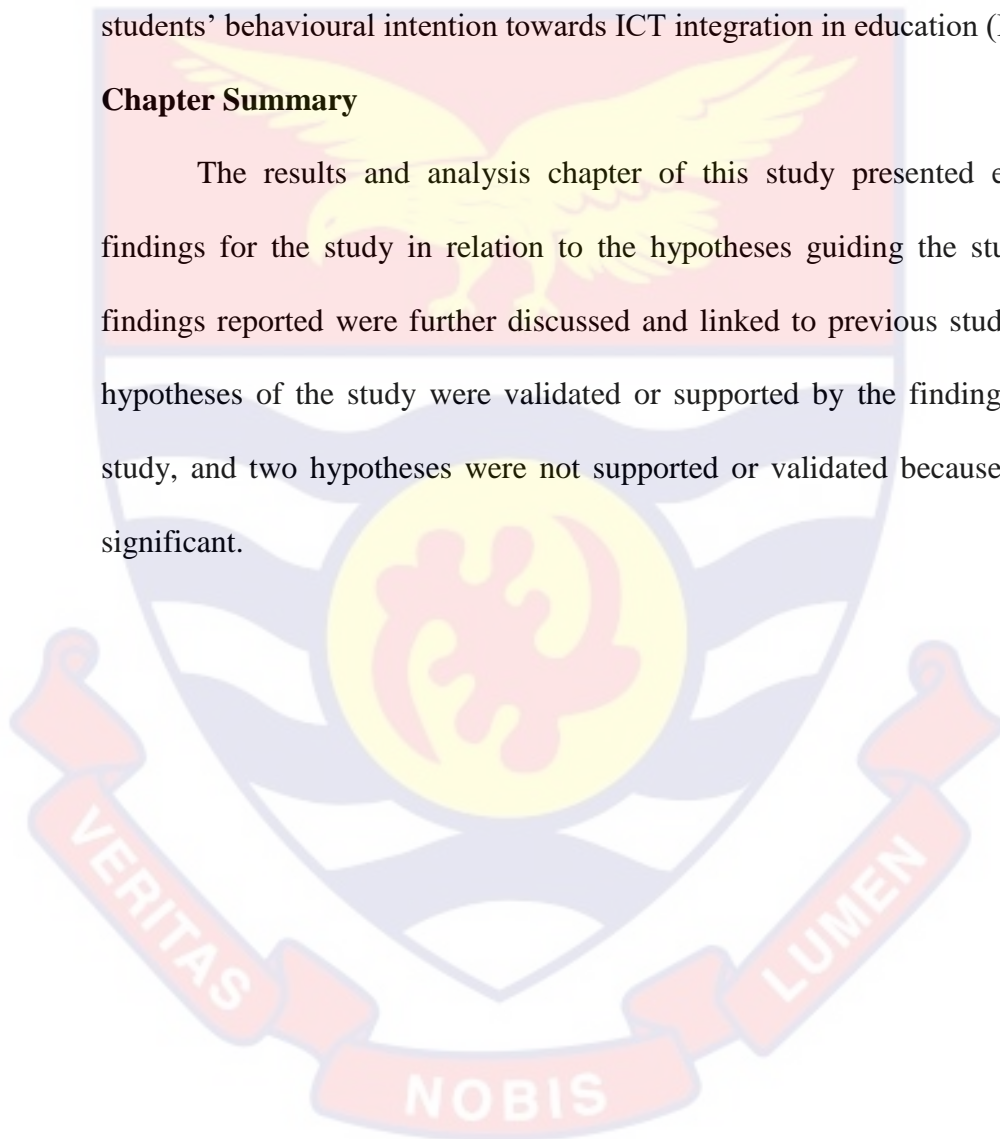 students’ behavioural intention towards ICT integration in education (
Chapter Summary
The results and analysis chapter of this study presented
findings for the study in relation to the hypotheses guiding the
findings reported were further discussed and linked to previous
hypotheses of the study were validated or supported by the
study, and two hypotheses were not supported or validated because
significant.
VERITAS
NOBIS
LUMEN